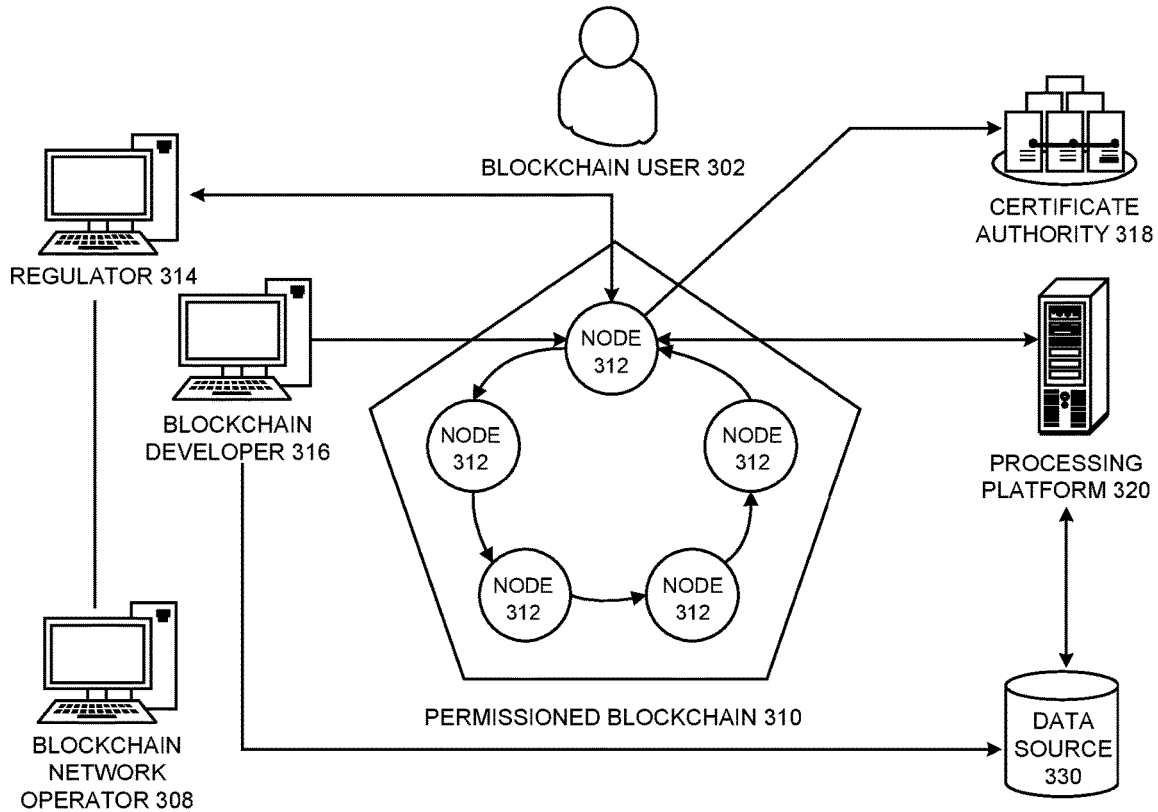 BLOCKCHAIN USER 302
CERTIFICATE
AUTHORITY 318
REGULATOR 314
NODE
312
BLOCKCHAIN
DEVELOPER 316
NODE
312
NODE
312
PROCESSING
PLATFORM 320
NODE
312
NODE
312
PERMISSIONED BLOCKCHAIN 310
BLOCKCHAIN
NETWORK
OPERATOR 308
DATA
SOURCE
330